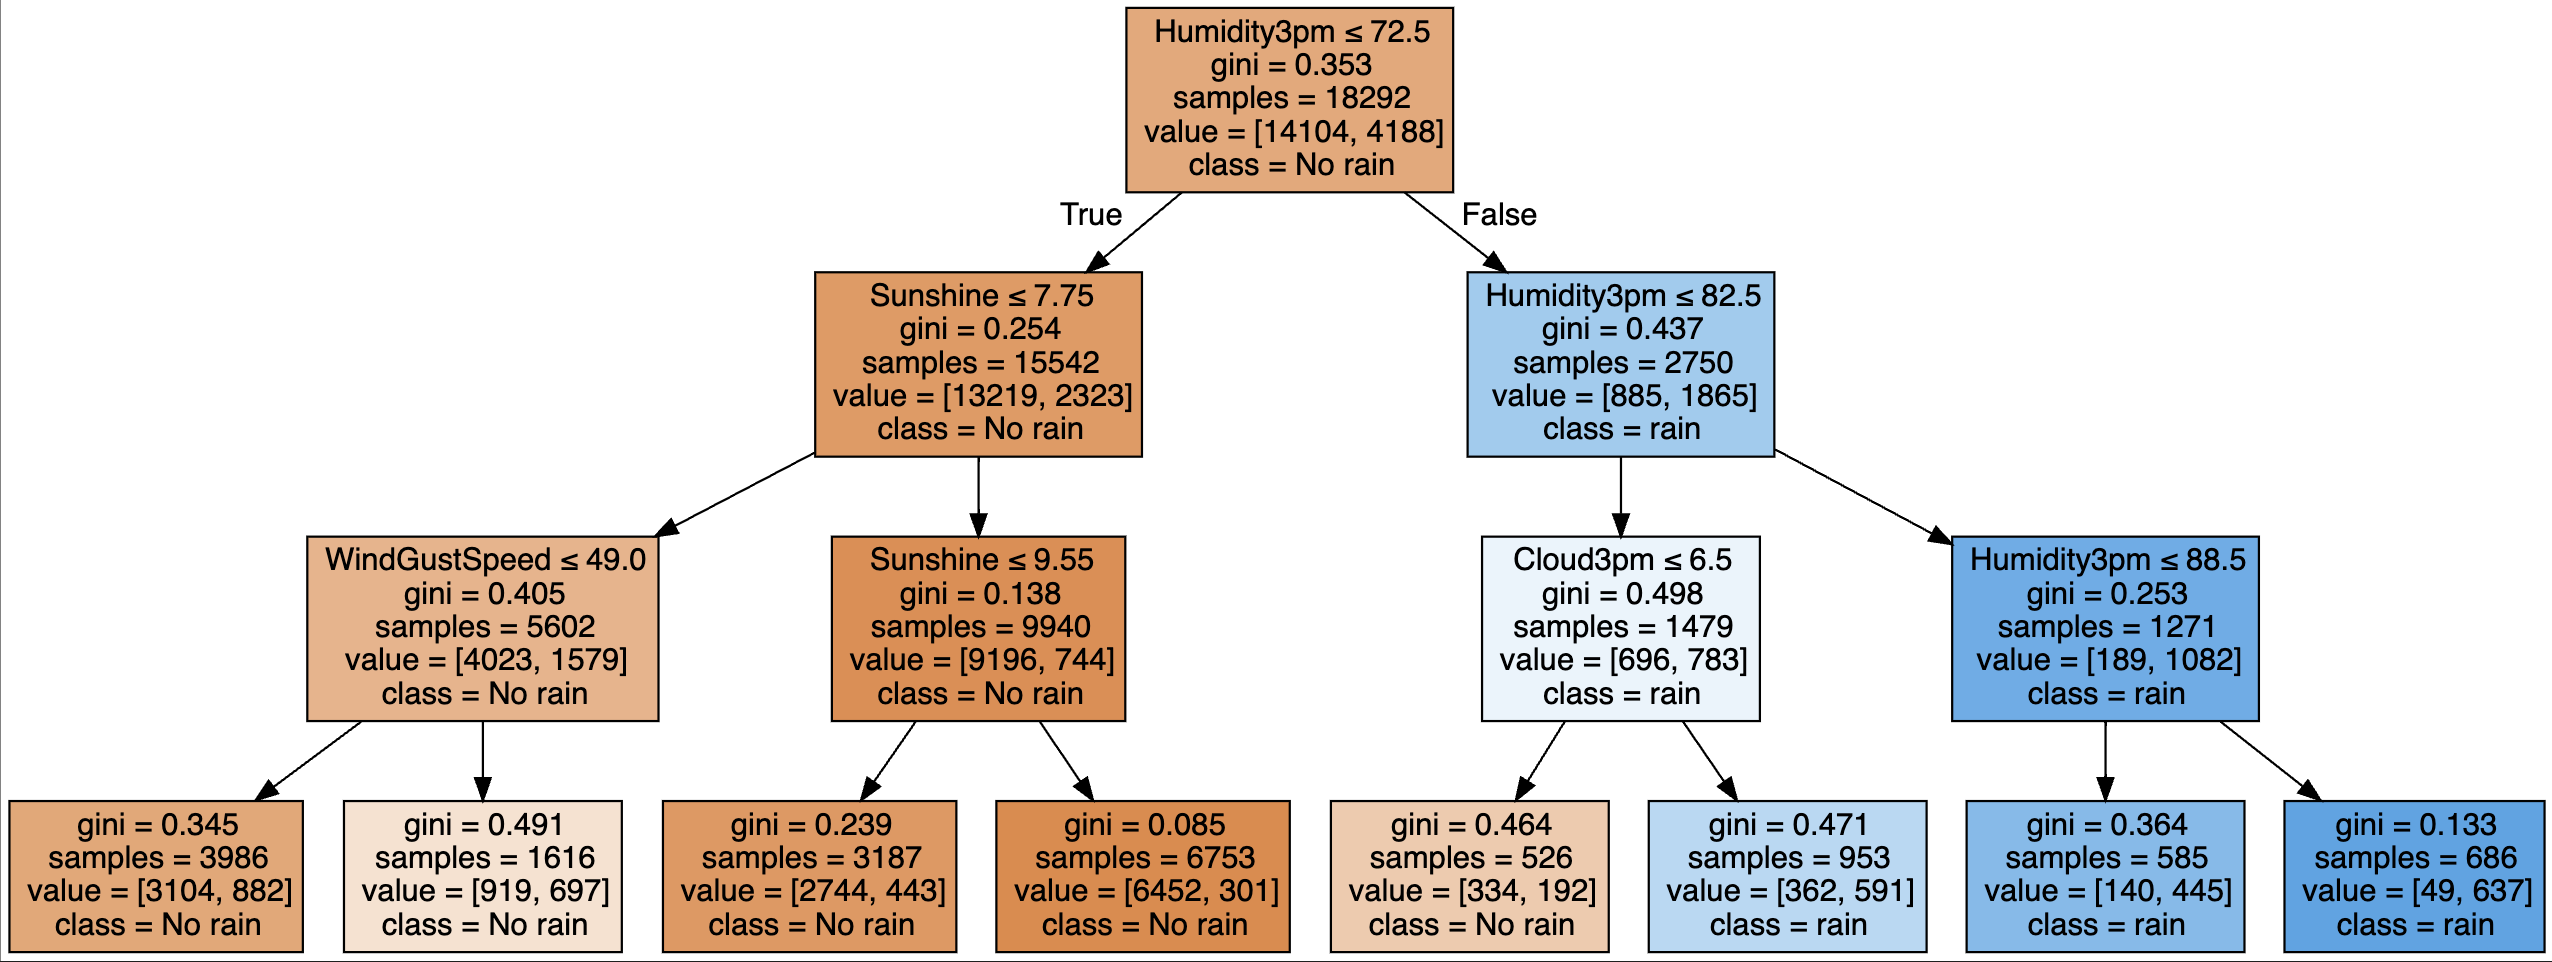 Humidity3pm ≤ 72.5
gini = 0.353
samples = 18292
value = [14104, 4188]
class = No rain
True
False
Sunshine ≤ 7.75
gini = 0.254
samples = 15542
value = [13219, 2323]
class = No rain
Humidity3pm ≤ 82.5
gini = 0.437
samples = 2750
value = [885, 1865]
class = rain
WindGustSpeed ≤ 49.0
gini = 0.405
samples = 5602
value = [4023, 1579]
class = No rain
Sunshine ≤ 9.55
gini = 0.138
samples = 9940
value = [9196, 744]
class = No rain
Cloud3pm ≤ 6.5
gini = 0.498
samples = 1479
value = [696, 783]
class = rain
Humidity3pm ≤ 88.5
gini = 0.253
samples = 1271
value = [189, 1082]
class = rain
gini = 0.345
samples = 3986
value = [3104, 882]
class = No rain
gini = 0.491
samples = 1616
value = [919, 697]
class = No rain
gini = 0.239
samples = 3187
value = [2744, 443]
class = No rain
gini = 0.085
samples = 6753
value = [6452, 301]
class = No rain
gini = 0.464
samples = 526
value = [334, 192]
class = No rain
gini = 0.471
samples = 953
value = [362, 591]
class = rain
gini = 0.364
samples = 585
value = [140, 445]
class = rain
gini = 0.133
samples = 686
value = [49, 637]
class = rain